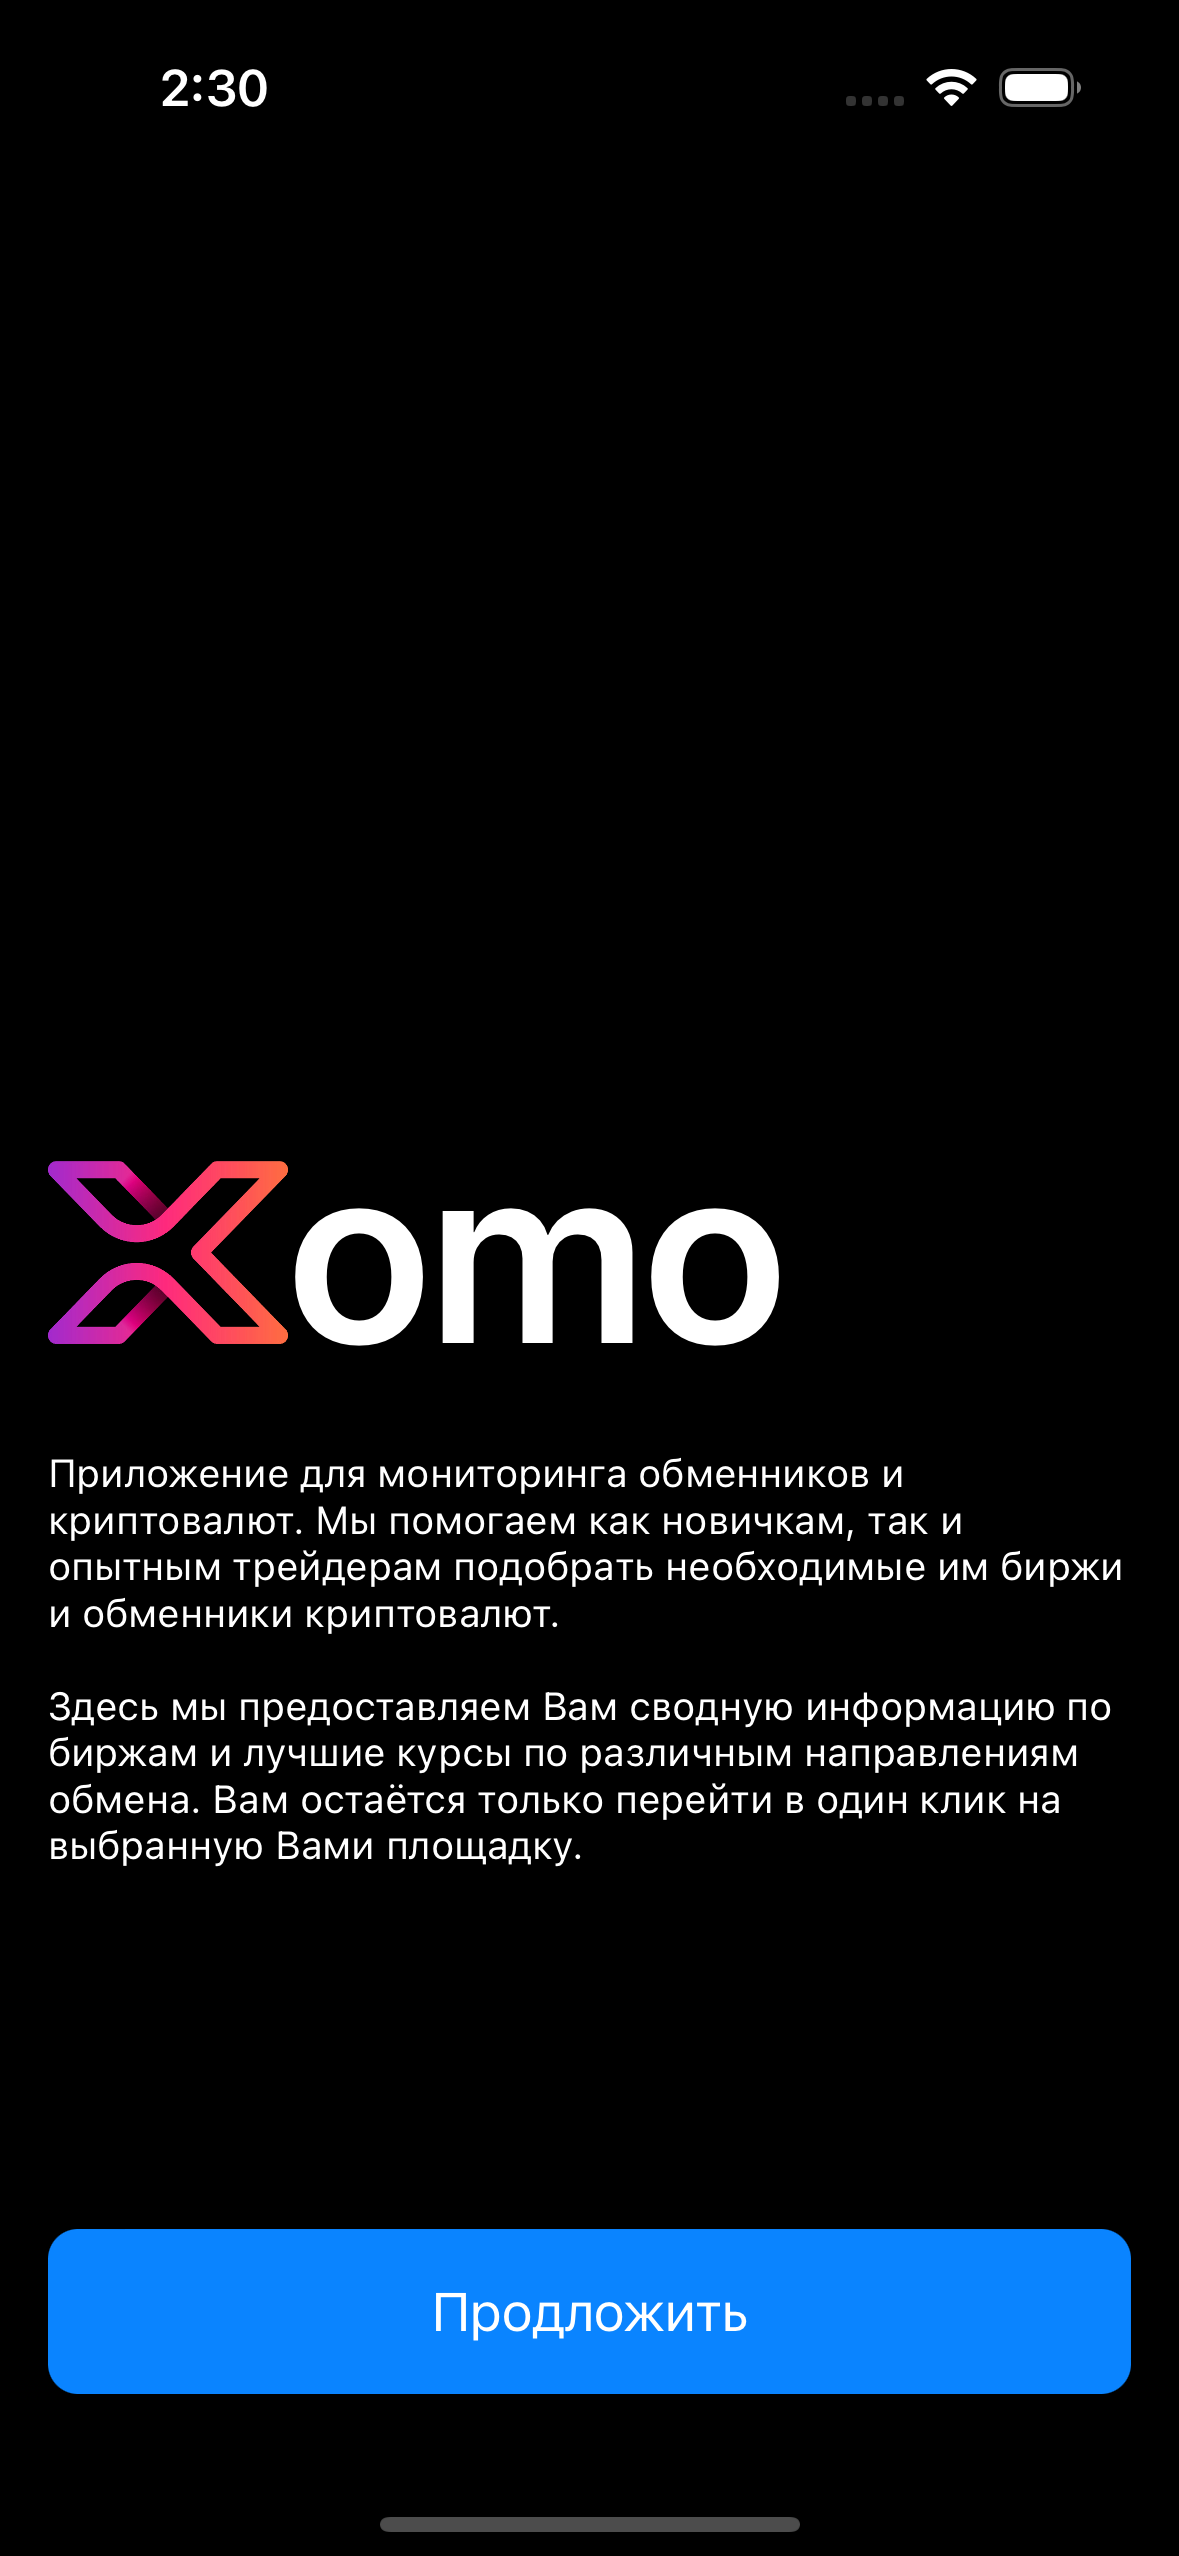 2:30
Xomo
Приложение для мониторинга обменников и
криптовалют. Мы помогаем как новичкам, так и
опытным трейдерам подобрать необходимые им биржи
и обменники криптовалют.
Здесь мы предоставляем Вам сводную информацию по
биржам и лучшие курсы по различным направлениям
обмена. Вам остаётся только перейти в один клик на
выбранную Вами площадку.
Продложить